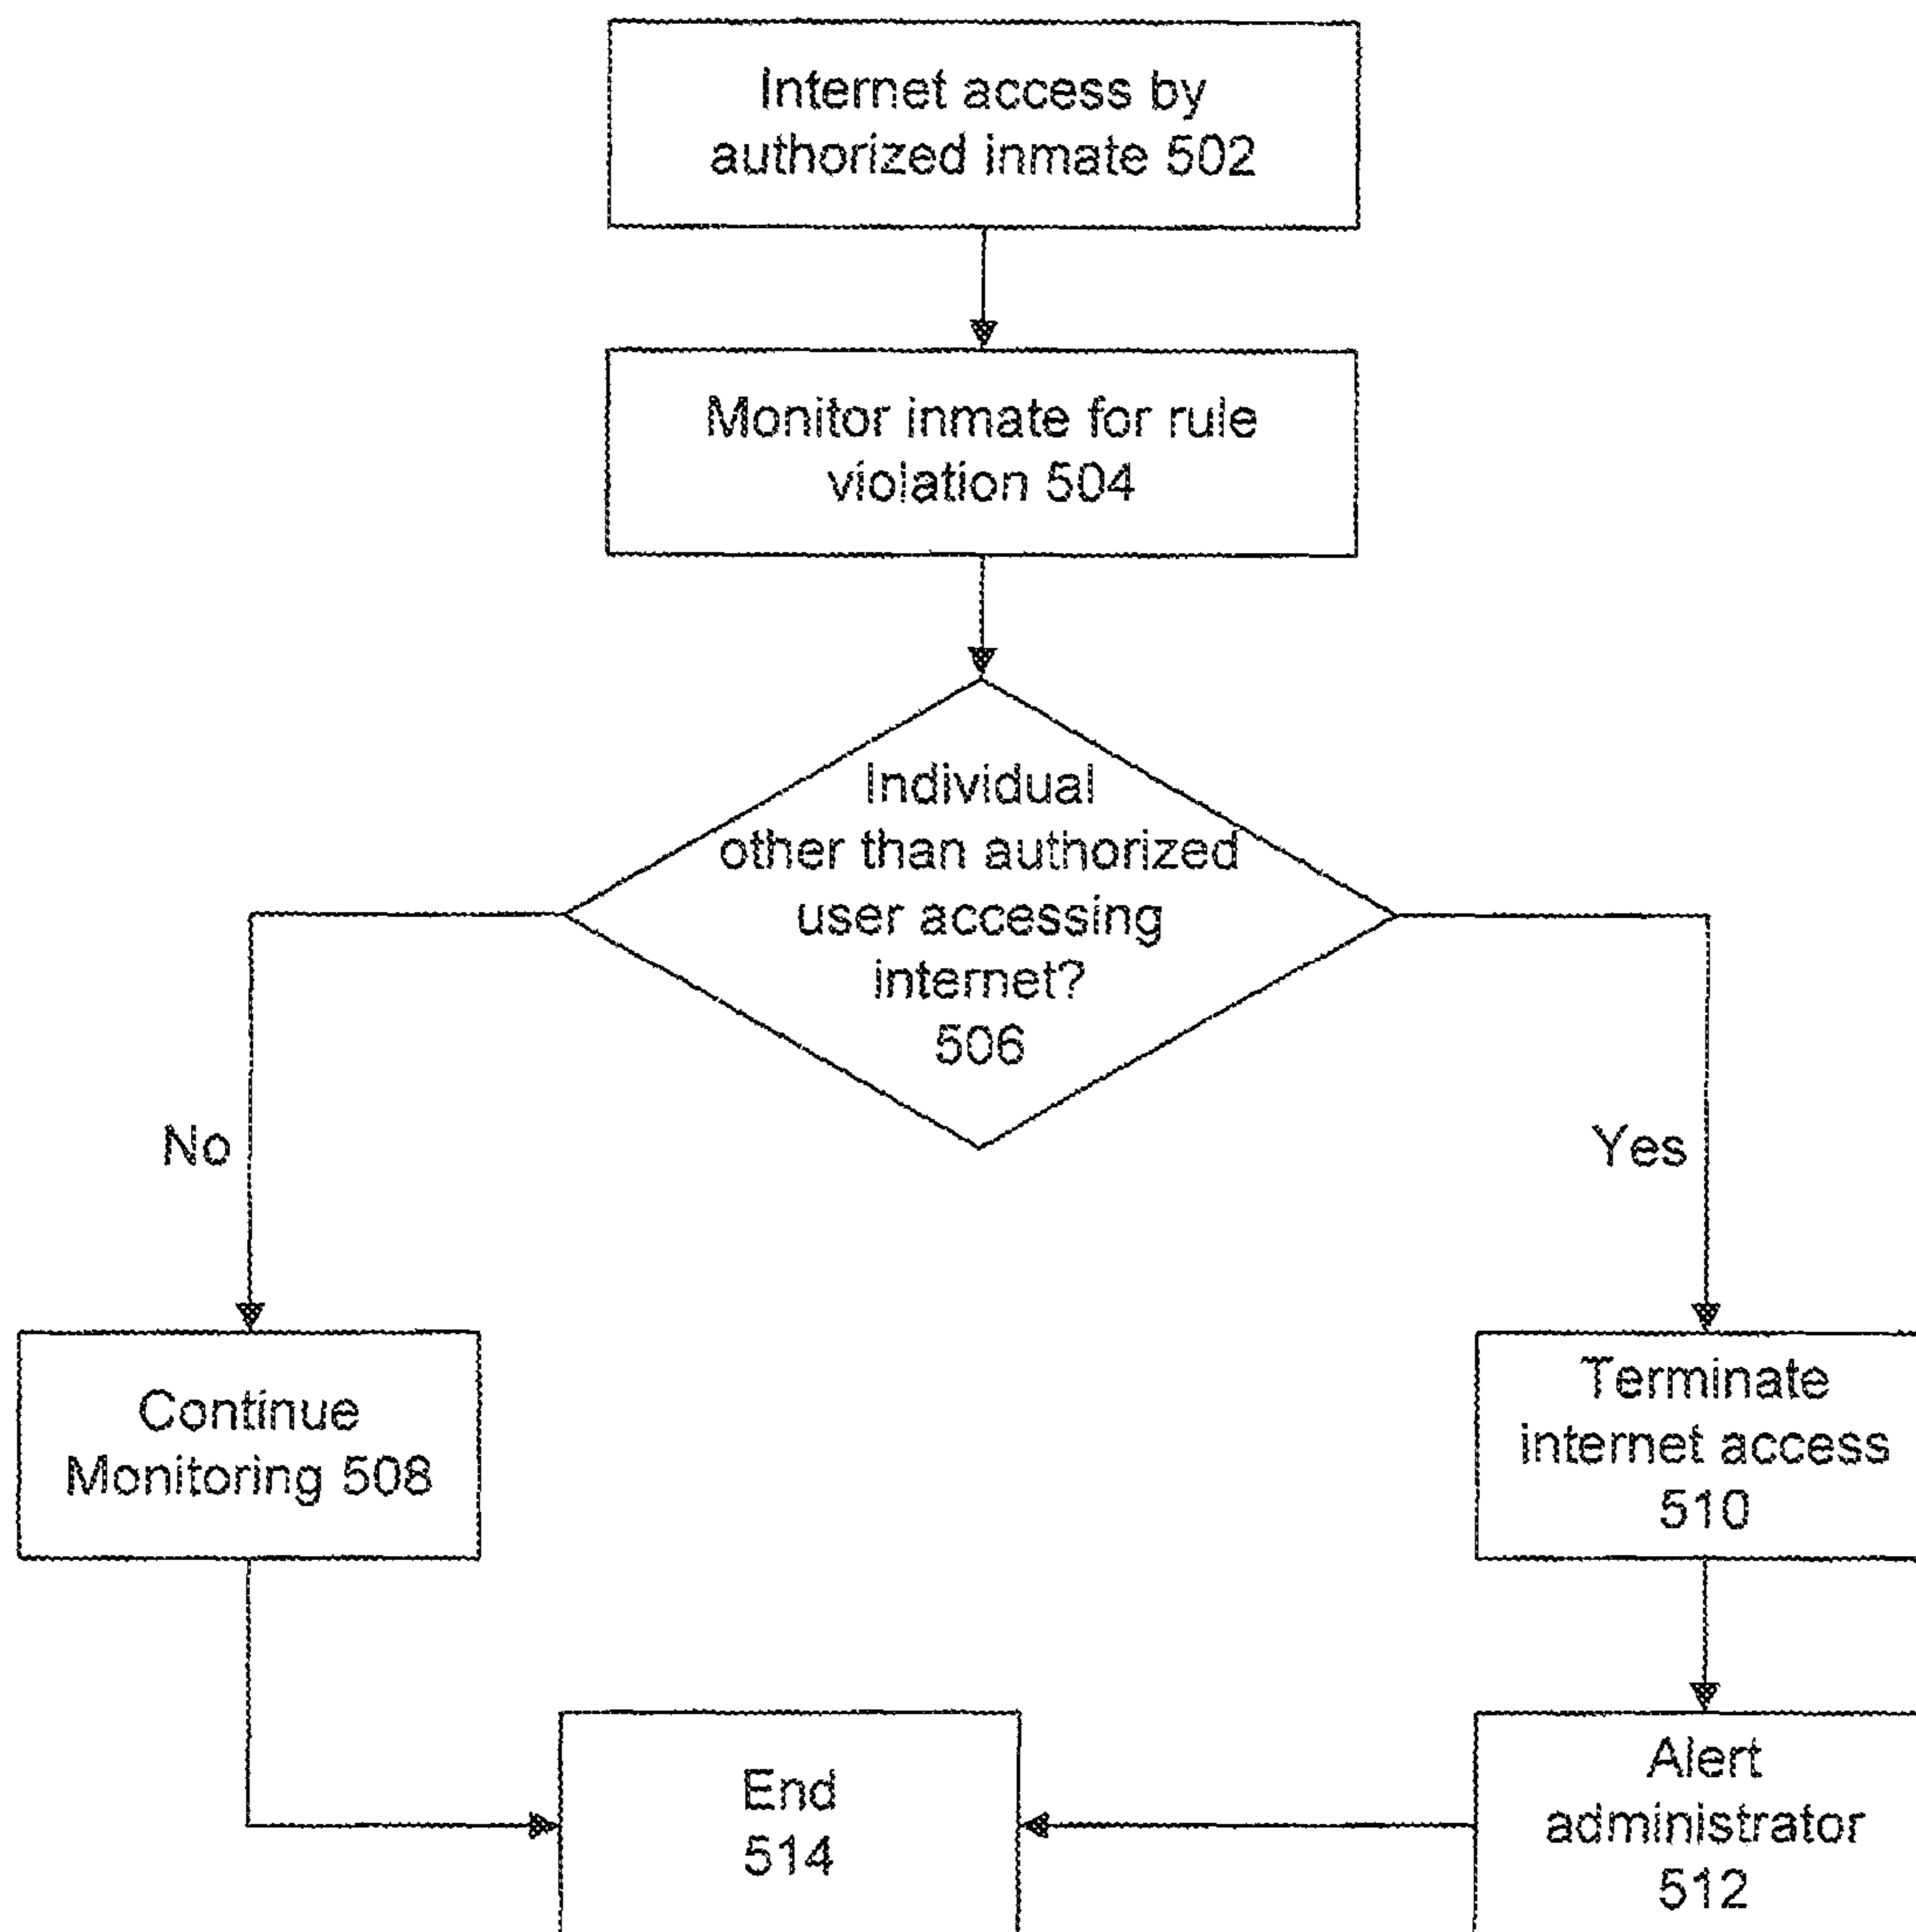 Internet access by
authorized inmate 502
Monitor inmate for rule
violation 504
Individual
other than authorized
user accessing
internet?
506
No
Yes
Continue
Monitoring 508
Terminate
internet access
510
End
514
Alert
administrator
512